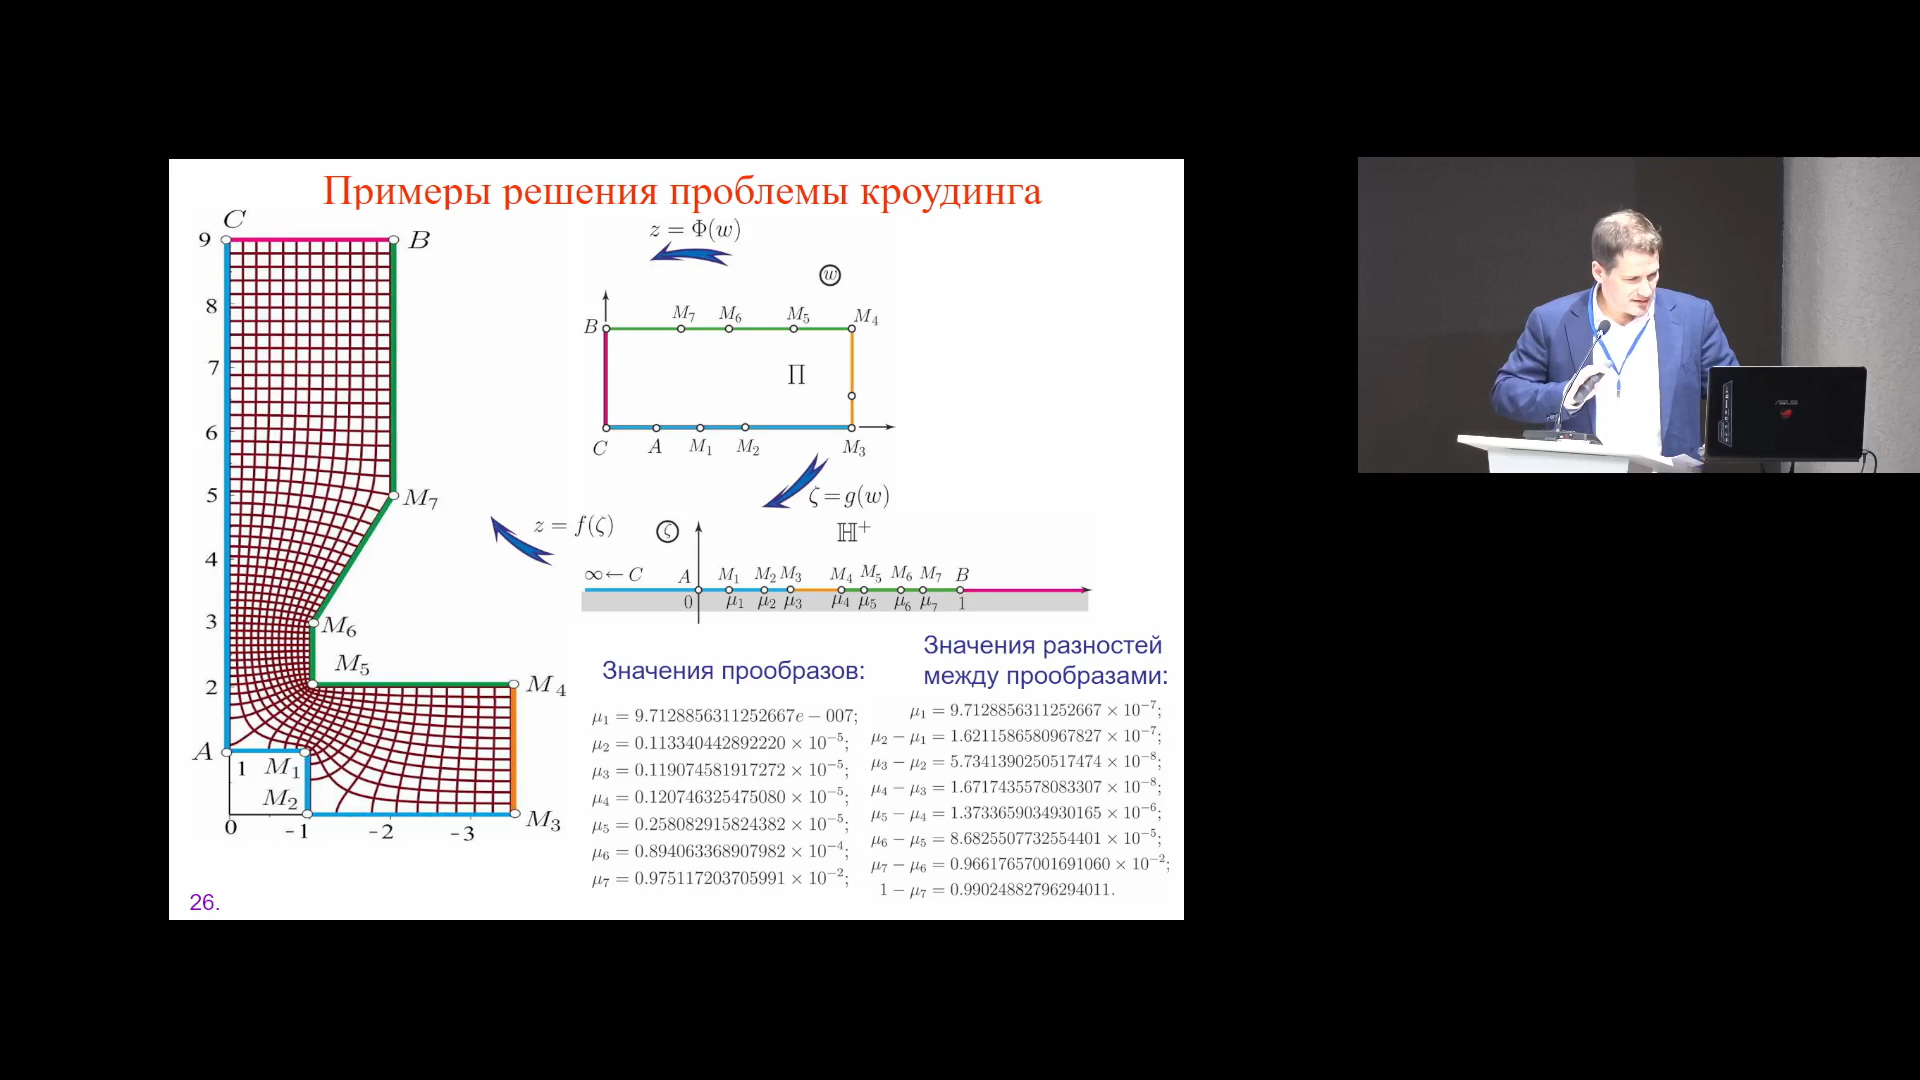 Примеры решения проблемы кроудинга
C
9
B
8
7
6
5
M₇
4
3
M₆
M₅
2
M₄
A
1
M₁
M₂
M₃
0
-1
-2
-3
z = Φ(w)
w
B
M₇
M₆
M₅
M₄
Π
C
A
M₁
M₂
M₃
ζ = g(w)
z = f(ζ)
ζ
ℍ⁺
∞ ← C
A
M₁
M₂
M₃
M₄
M₅
M₆
M₇
B
0
μ₁
μ₂
μ₃
μ₄
μ₅
μ₆
μ₇
1
Значения прообразов:
μ₁ = 9.7128856311252667e − 007;
μ₂ = 0.113340442892220 × 10⁻⁵;
μ₃ = 0.119074581917272 × 10⁻⁵;
μ₄ = 0.120746325475080 × 10⁻⁵;
μ₅ = 0.258082915824382 × 10⁻⁵;
μ₆ = 0.894063368907982 × 10⁻⁴;
μ₇ = 0.975117203705991 × 10⁻²;
Значения разностей
между прообразами:
μ₁ = 9.7128856311252667 × 10⁻⁷;
μ₂ − μ₁ = 1.6211586580967827 × 10⁻⁷;
μ₃ − μ₂ = 5.7341390250517474 × 10⁻⁸;
μ₄ − μ₃ = 1.6717435578083307 × 10⁻⁸;
μ₅ − μ₄ = 1.3733659034930165 × 10⁻⁶;
μ₆ − μ₅ = 8.6825507732554401 × 10⁻⁵;
μ₇ − μ₆ = 0.96617657001691060 × 10⁻²;
1 − μ₇ = 0.99024882796294011.
26.